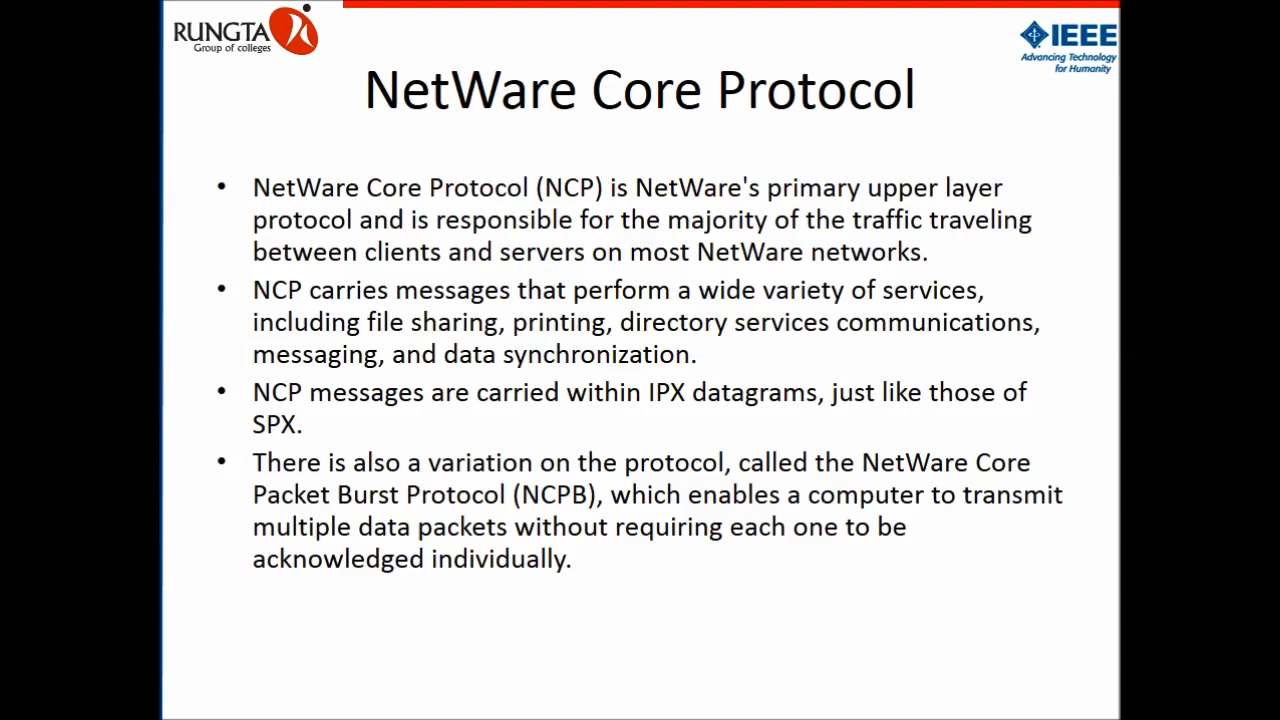 RUNGTA
Group of colleges
IEEE
Advancing Technology
for Humanity
NetWare Core Protocol
• NetWare Core Protocol (NCP) is NetWare's primary upper layer
protocol and is responsible for the majority of the traffic traveling
between clients and servers on most NetWare networks.
• NCP carries messages that perform a wide variety of services,
including file sharing, printing, directory services communications,
messaging, and data synchronization.
• NCP messages are carried within IPX datagrams, just like those of
SPX.
• There is also a variation on the protocol, called the NetWare Core
Packet Burst Protocol (NCPB), which enables a computer to transmit
multiple data packets without requiring each one to be
acknowledged individually.